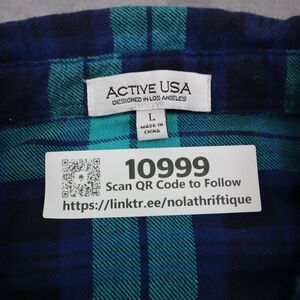 ACTIVE USA
DESIGNED IN LOS ANGELES
L
MADE IN
CHINA
10999
Scan QR Code to Follow
https://linktr.ee/nolathriftique